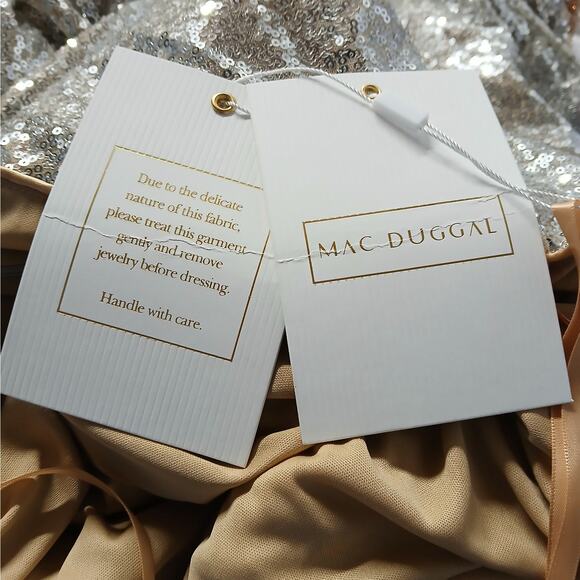 Due to the delicate
nature of this fabric,
please treat this garment
gently and remove
jewelry before dressing.
Handle with care.
MAC DUGGAL